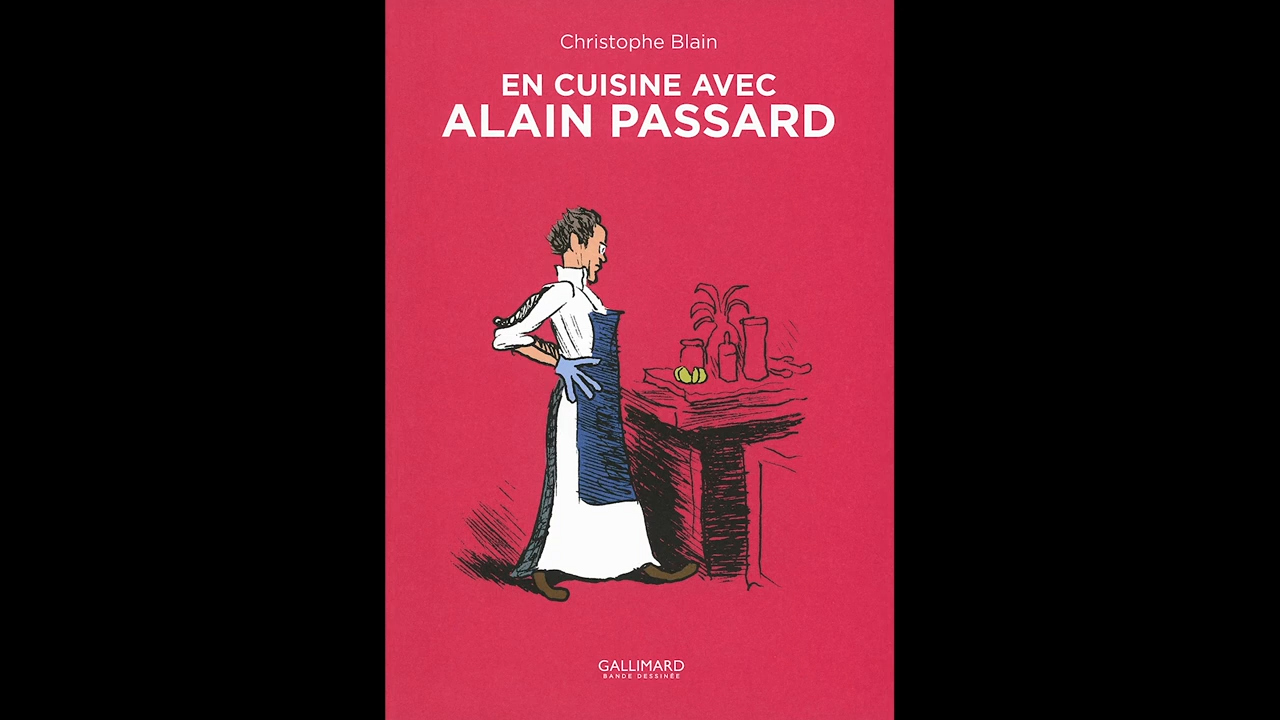 Christophe Blain
EN CUISINE AVEC
ALAIN PASSARD
GALLIMARD
BANDE DESSINÉE